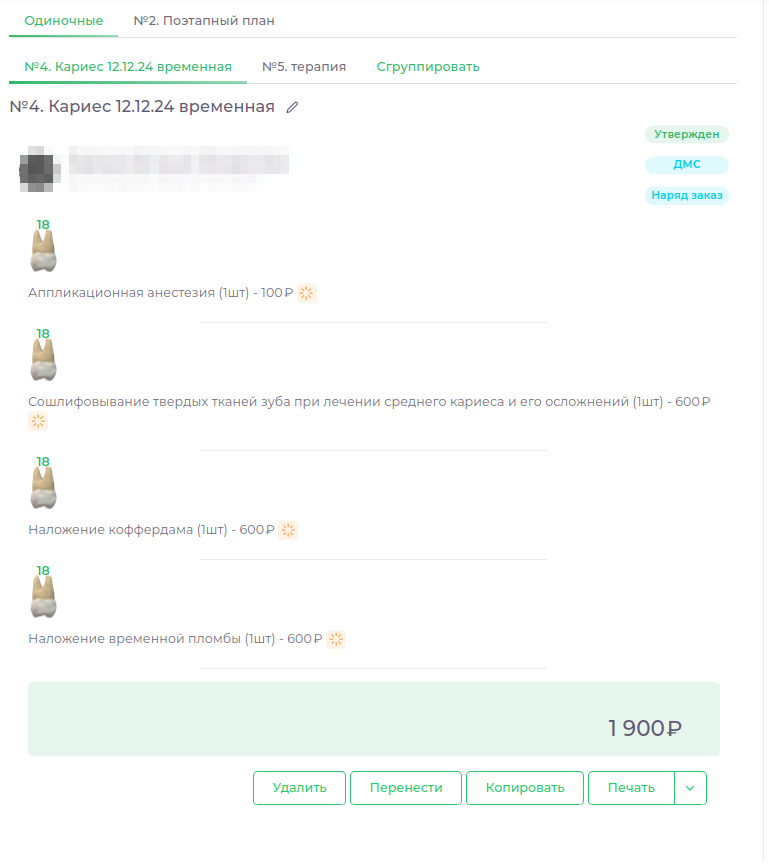 Одиночные №2. Поэтапный план
№4. Кариес 12.12.24 временная №5. терапия Сгруппировать
№4. Кариес 12.12.24 временная
Утвержден
ДМС
Наряд заказ
18
Аппликационная анестезия (1шт) - 100₽
18
Сошлифовывание твердых тканей зуба при лечении среднего кариеса и его осложнений (1шт) - 600₽
18
Наложение коффердама (1шт) - 600₽
18
Наложение временной пломбы (1шт) - 600₽
1 900₽
Удалить Перенести Копировать Печать